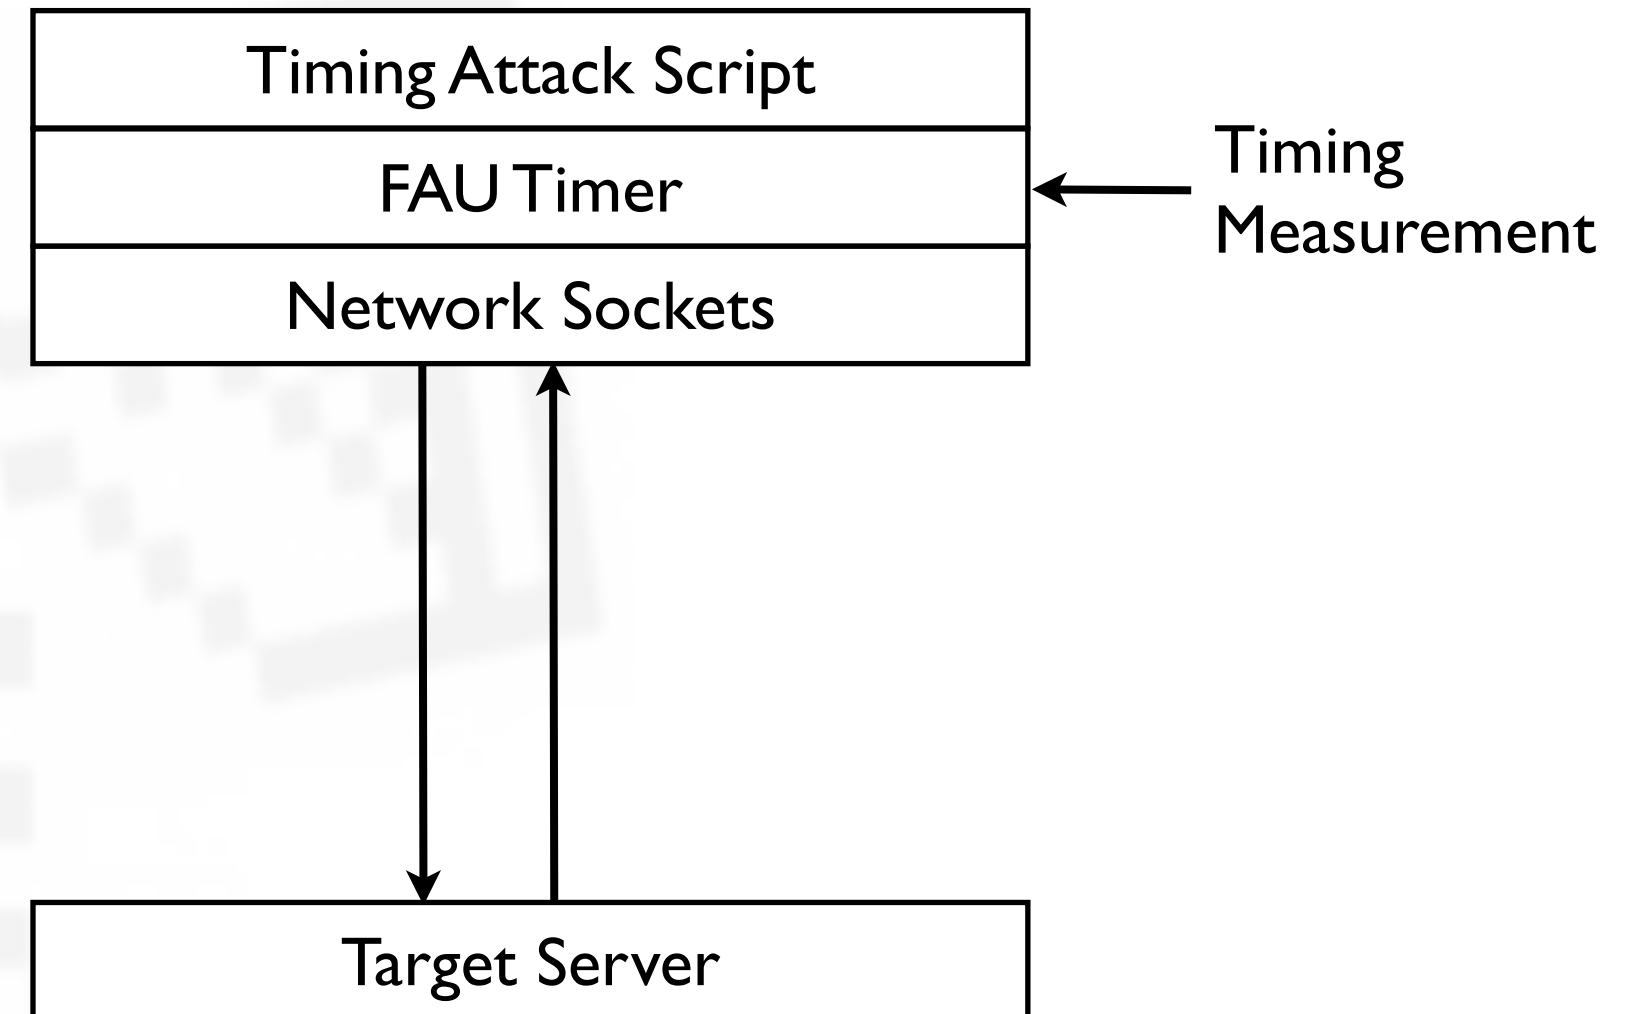 Timing Attack Script
FAU Timer
Timing
Measurement
Network Sockets
Target Server